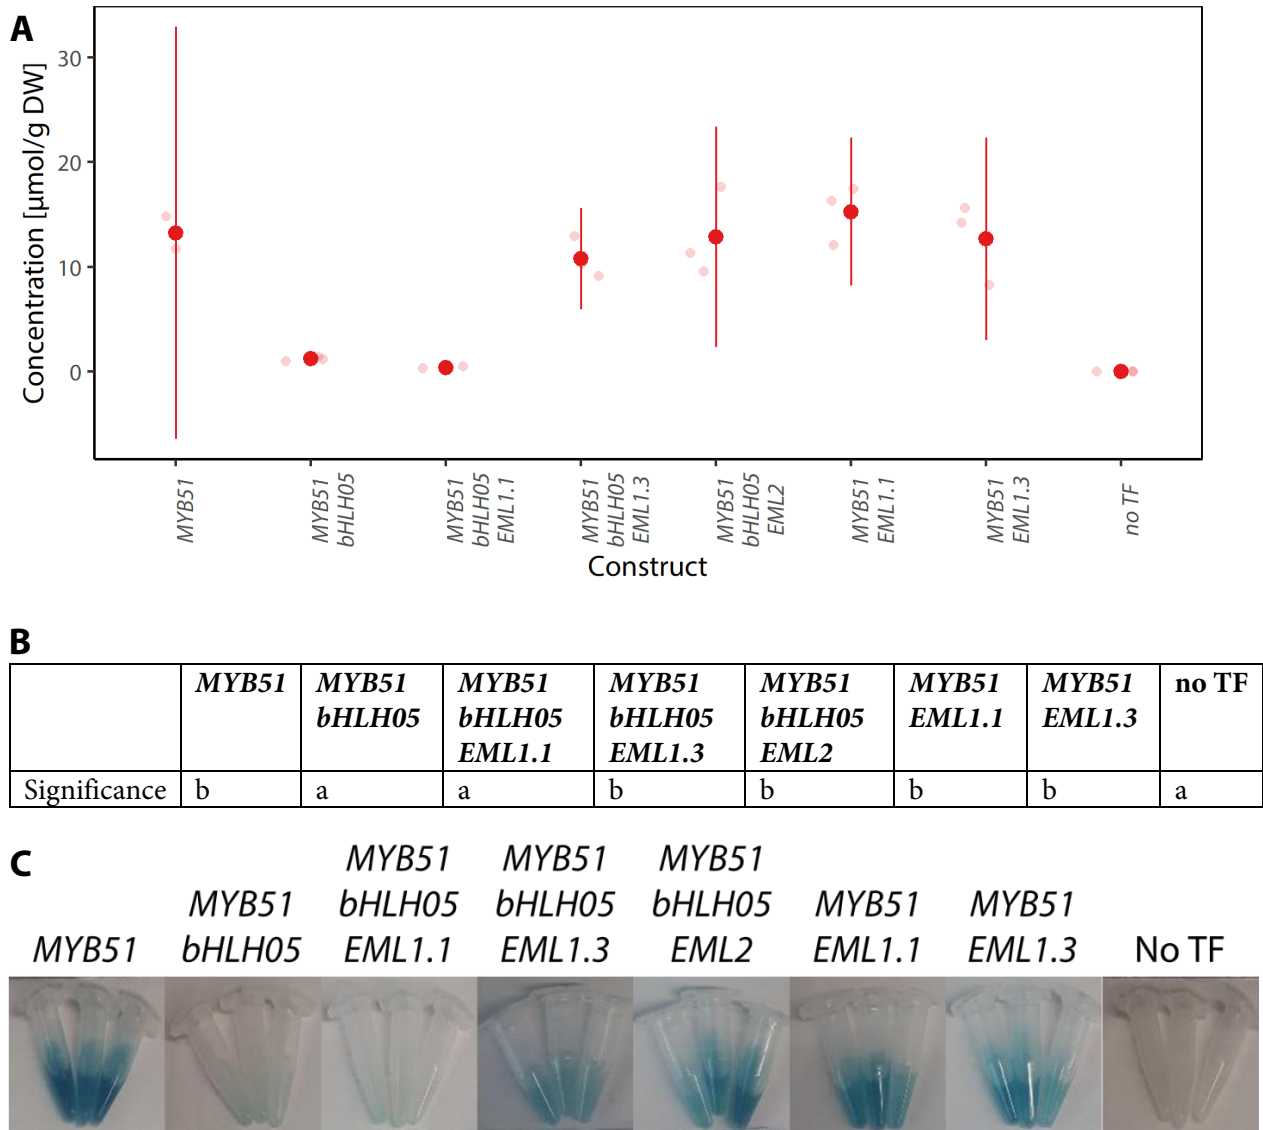 A
Concentration [µmol/g DW]
30
20
10
0
MYB51
MYB51
bHLH05
MYB51
bHLH05
EML1.1
MYB51
bHLH05
EML1.3
MYB51
bHLH05
EML2
MYB51
EML1.1
MYB51
EML1.3
no TF
Construct
B
MYB51 MYB51 MYB51 MYB51 MYB51 MYB51 MYB51 no TF
bHLH05 bHLH05 bHLH05 bHLH05 EML1.1 EML1.3
EML1.1 EML1.3 EML2
Significance b a a b b b b a
C
MYB51 MYB51 MYB51
MYB51 bHLH05 bHLH05 bHLH05 MYB51 MYB51
MYB51 bHLH05 EML1.1 EML1.3 EML2 EML1.1 EML1.3 No TF